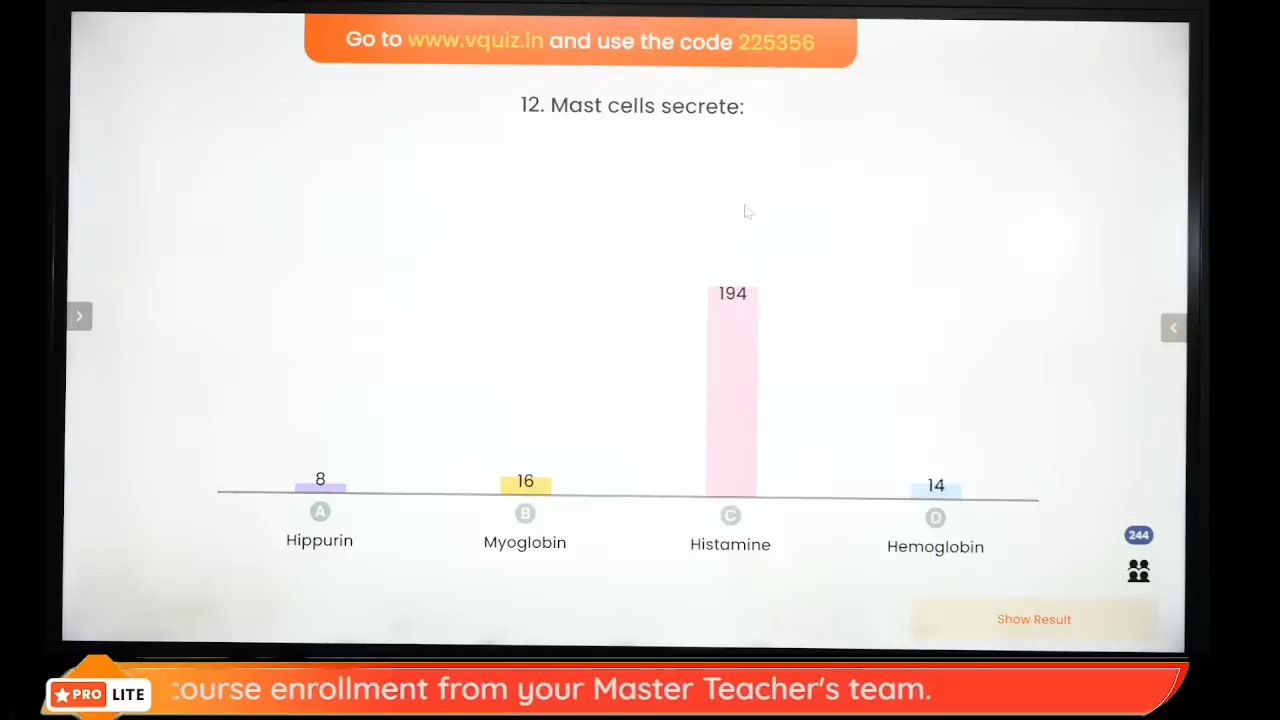 Go to www.vquiz.in and use the code 225356
12. Mast cells secrete:
194
8
16
14
A
B
C
D
Hippurin
Myoglobin
Histamine
Hemoglobin
244
Show Result
PRO LITE
course enrollment from your Master Teacher's team.